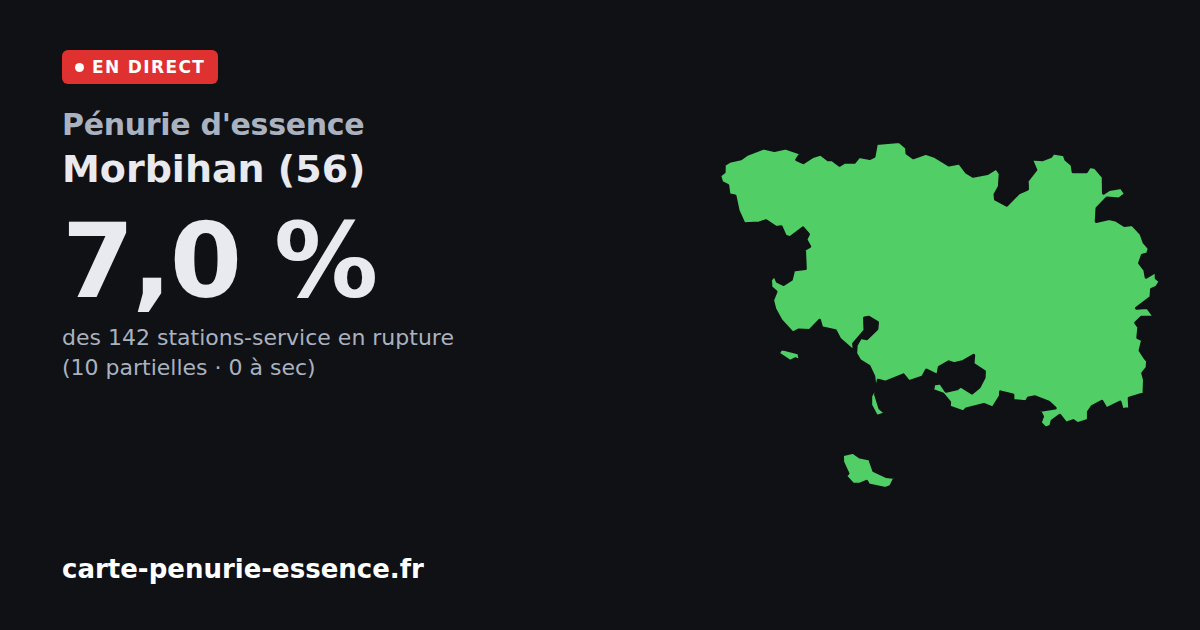 EN DIRECT
Pénurie d'essence
Morbihan (56)
7,0 %
des 142 stations-service en rupture
(10 partielles · 0 à sec)
carte-penurie-essence.fr